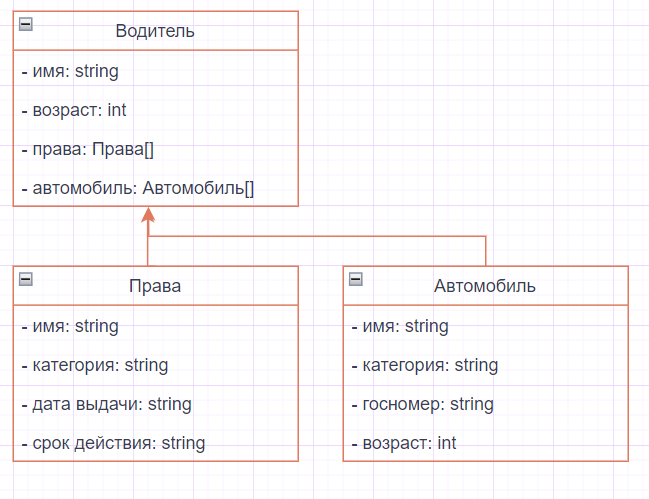 Водитель
- имя: string
- возраст: int
- права: Права[]
- автомобиль: Автомобиль[]
Права
- имя: string
- категория: string
- дата выдачи: string
- срок действия: string
Автомобиль
- имя: string
- категория: string
- госномер: string
- возраст: int